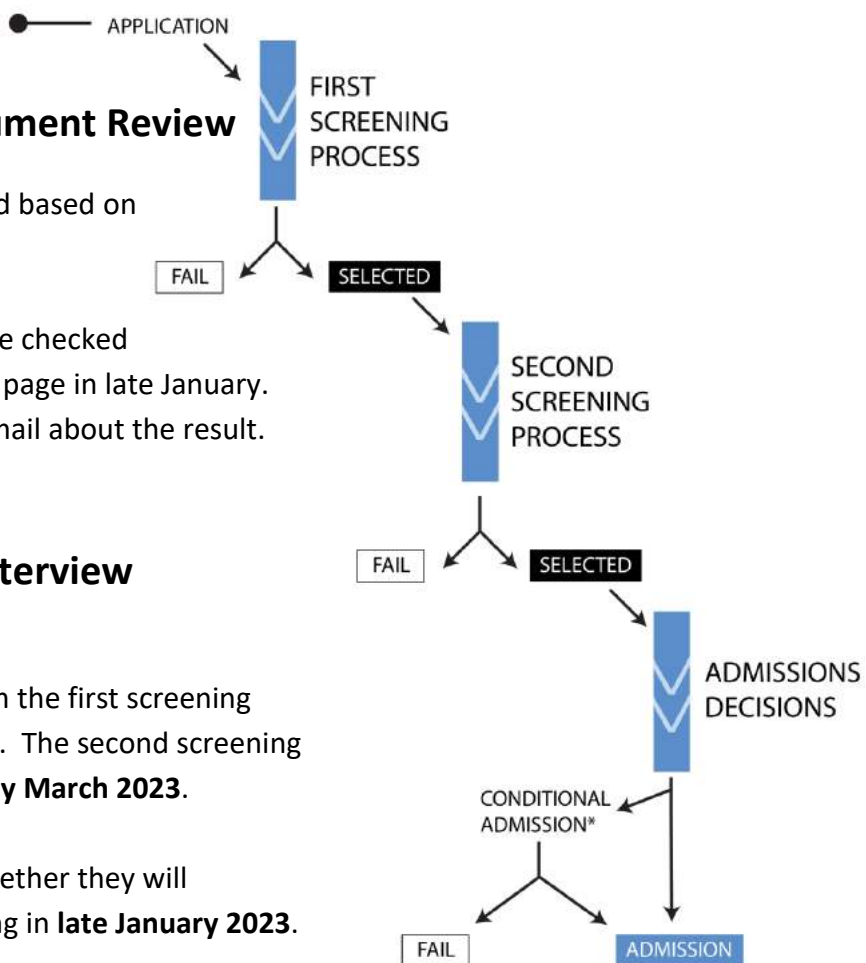 APPLICATION
FIRST
SCREENING
PROCESS
ument Review
d based on
FAIL
SELECTED
e checked
page in late January.
nail about the result.
SECOND
SCREENING
PROCESS
terview
FAIL
SELECTED
n the first screening
. The second screening
y March 2023.
ADMISSIONS
DECISIONS
CONDITIONAL
ADMISSION*
ether they will
g in late January 2023.
FAIL
ADMISSION